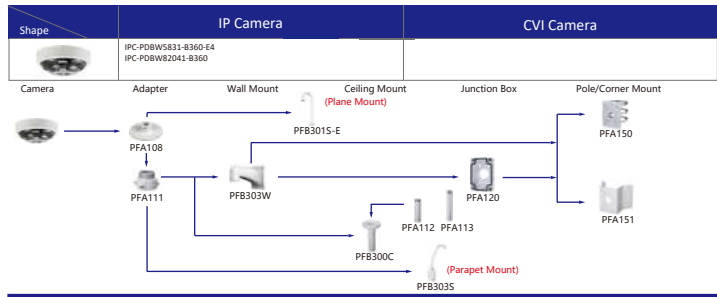 Shape
IP Camera
CVI Camera
IPC-PDBW5831-B360-E4
IPC-PDBW82041-B360
Camera
Adapter
Wall Mount
Ceiling Mount
Junction Box
Pole/Corner Mount
(Plane Mount)
PFA108
PFB301S-E
PFA150
PFA111
PFB303W
PFA120
PFA151
PFA112
PFA113
PFB300C
(Parapet Mount)
PFB303S